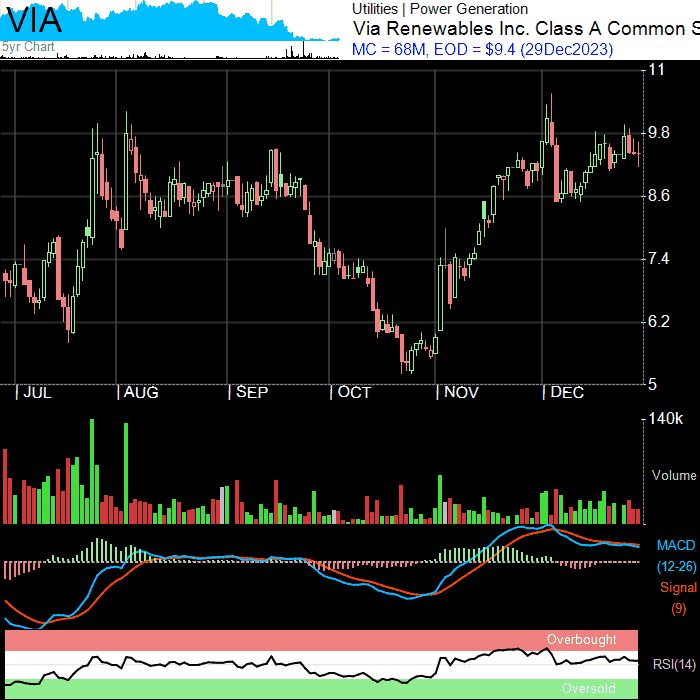 VIA
5yr Chart
Utilities | Power Generation
Via Renewables Inc. Class A Common S
MC = 68M, EOD = $9.4 (29Dec2023)
11
9.8
8.6
7.4
6.2
5
JUL AUG SEP OCT NOV DEC
140k
Volume
MACD
(12-26)
Signal
(9)
Overbought
RSI(14)
Oversold